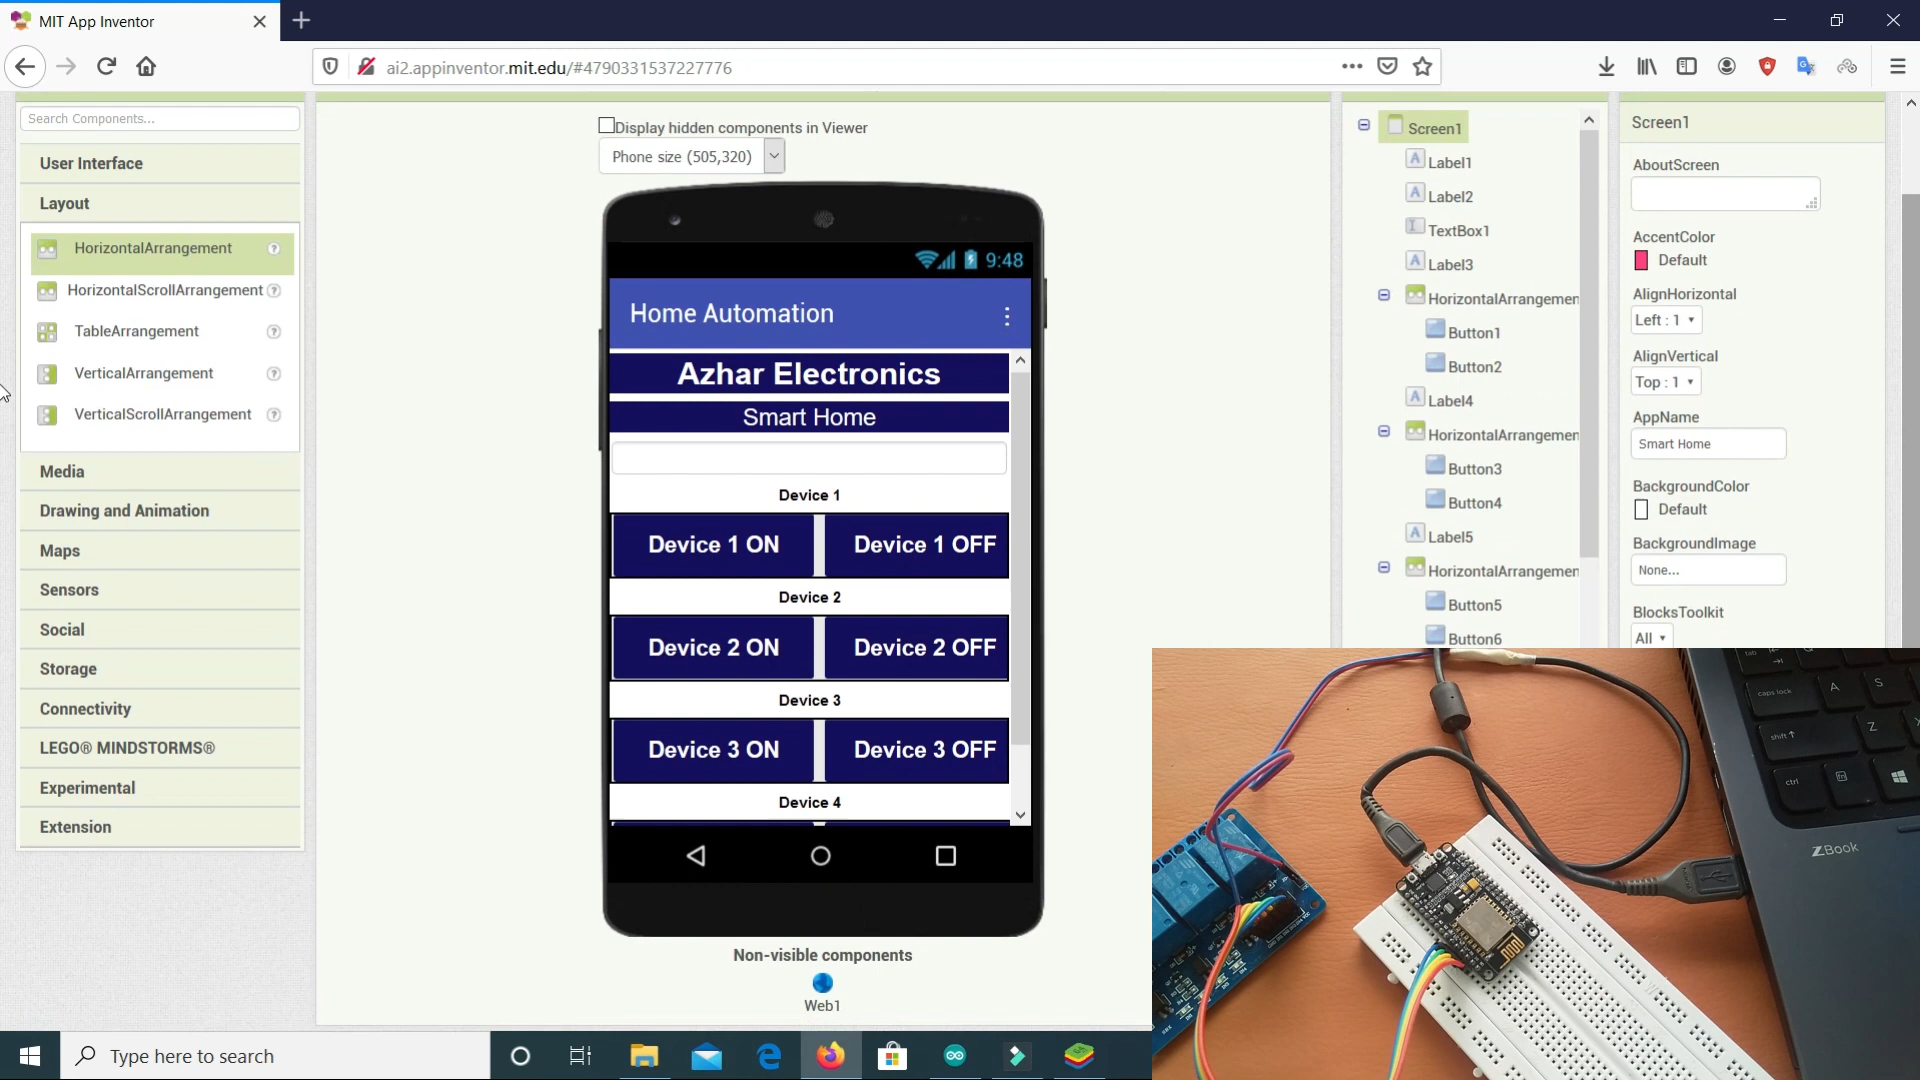 MIT App Inventor
ai2.appinventor.mit.edu/#4790331537227776
Search Components...
User Interface
Layout
HorizontalArrangement
HorizontalScrollArrangement
TableArrangement
VerticalArrangement
VerticalScrollArrangement
Media
Drawing and Animation
Maps
Sensors
Social
Storage
Connectivity
LEGO® MINDSTORMS®
Experimental
Extension
Display hidden components in Viewer
Phone size (505,320)
9:48
Home Automation
Azhar Electronics
Smart Home
Device 1
Device 1 ON
Device 1 OFF
Device 2
Device 2 ON
Device 2 OFF
Device 3
Device 3 ON
Device 3 OFF
Device 4
Non-visible components
Web1
Screen1
Label1
Label2
TextBox1
Label3
HorizontalArrangemen
Button1
Button2
Label4
HorizontalArrangemen
Button3
Button4
Label5
HorizontalArrangemen
Button5
Button6
Screen1
AboutScreen
AccentColor
Default
AlignHorizontal
Left : 1
AlignVertical
Top : 1
AppName
Smart Home
BackgroundColor
Default
BackgroundImage
None...
BlocksToolkit
All
tab
caps lock
A
S
shift
Z
ctrl
fn
ZBook
Type here to search